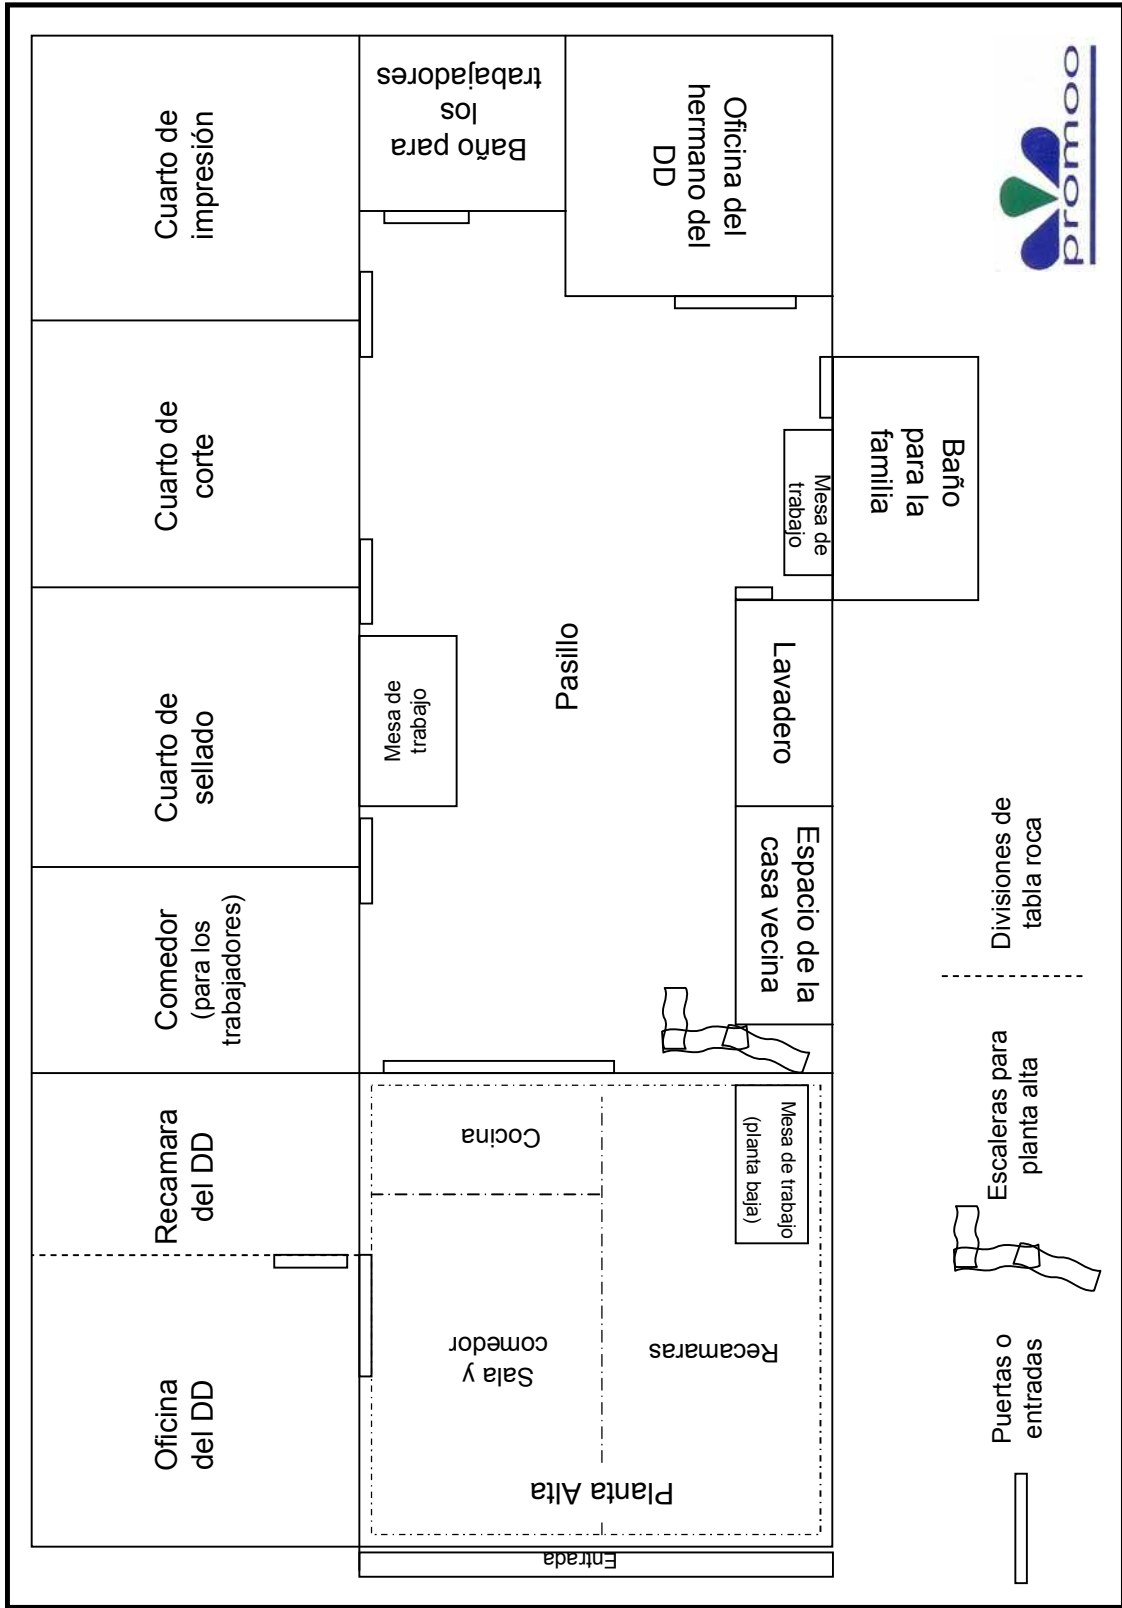 Cuarto de
impresión
Cuarto de
corte
Cuarto de
sellado
Comedor
(para los
trabajadores)
Recamara
del DD
Oficina
del DD
Baño para
los
trabajadores
Oficina del
hermano del
DD
Mesa de
trabajo
Pasillo
Mesa de
trabajo
Baño
para la
familia
Lavadero
Espacio de la
casa vecina
Cocina
Mesa de trabajo
(planta baja)
Sala y
comedor
Recamaras
Planta Alta
Entrada
promoo
Divisiones de
tabla roca
Escaleras para
planta alta
Puertas o
entradas